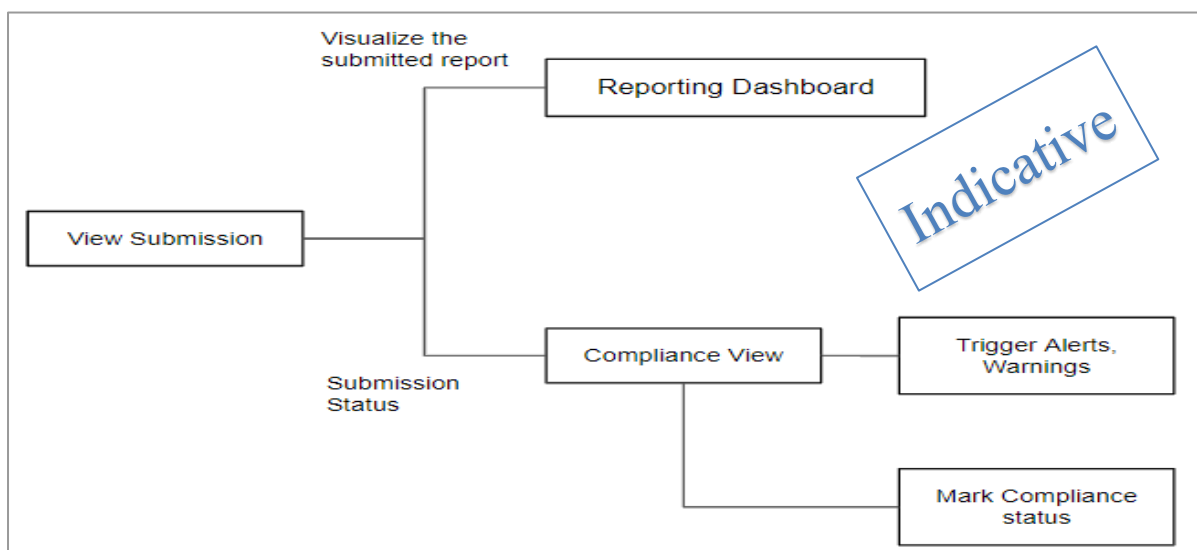 Visualize the
submitted report
Reporting Dashboard
Indicative
View Submission
Compliance View
Trigger Alerts,
Warnings
Submission
Status
Mark Compliance
status